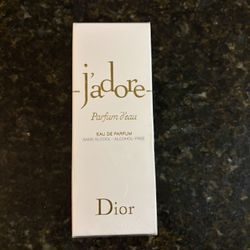 j'adore
Parfum d'eau
EAU DE PARFUM
SANS ALCOOL - ALCOHOL-FREE
Dior